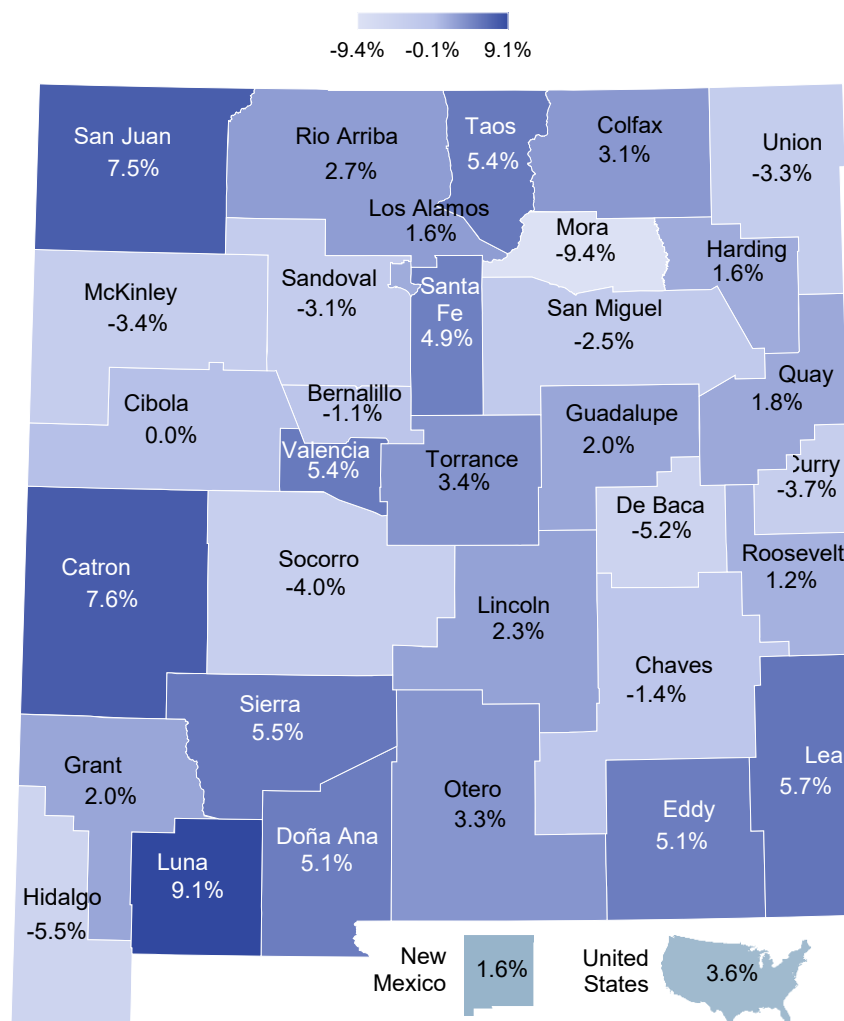 -9.4% -0.1% 9.1%
San Juan
7.5%
Rio Arriba
2.7%
Taos
5.4%
Colfax
3.1%
Union
-3.3%
Los Alamos
1.6%
Mora
-9.4%
Harding
1.6%
McKinley
-3.4%
Sandoval
-3.1%
Santa
Fe
4.9%
San Miguel
-2.5%
Quay
1.8%
Cibola
0.0%
Bernalillo
-1.1%
Guadalupe
2.0%
Valencia
5.4%
Torrance
3.4%
Curry
-3.7%
De Baca
-5.2%
Roosevelt
1.2%
Catron
7.6%
Socorro
-4.0%
Lincoln
2.3%
Chaves
-1.4%
Sierra
5.5%
Lea
5.7%
Grant
2.0%
Otero
3.3%
Eddy
5.1%
Doña Ana
5.1%
Luna
9.1%
Hidalgo
-5.5%
New
Mexico
1.6%
United
States
3.6%